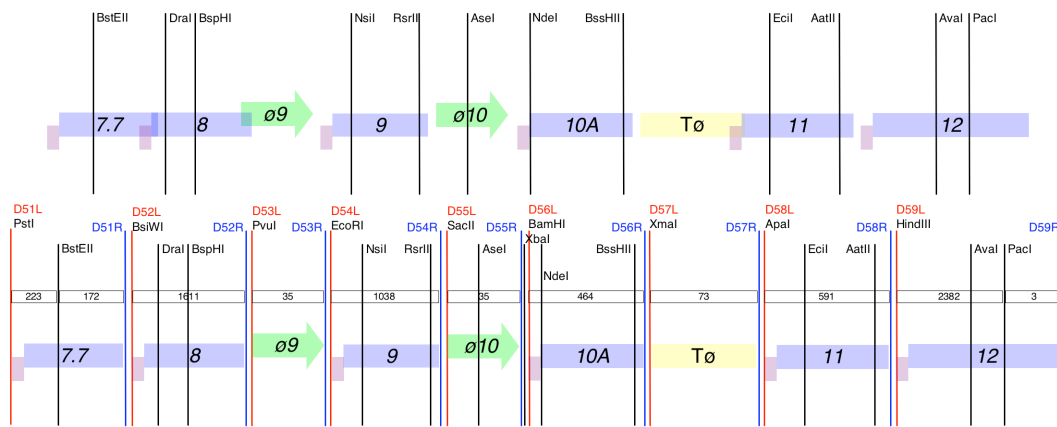 BstEII DraI BspHI NsiI RsrII AseI NdeI BssHII EciI AatII AvaI PacI
7.7 8 ø9 9 ø10 10A Tø 11 12
D51L D52L D53L D54L D55L D56L D57L D58L D59L
PstI BsiWI PvuI EcoRI SacII BamHI XmaI ApaI HindIII
D51R D52R D53R D54R D55R D56R D57R D58R D59R
XbaI
BstEII DraI BspHI NsiI RsrII AseI BssHII EciI AatII AvaI PacI
NdeI
223 172 1611 35 1038 35 464 73 591 2382 3
7.7 8 ø9 9 ø10 10A Tø 11 12